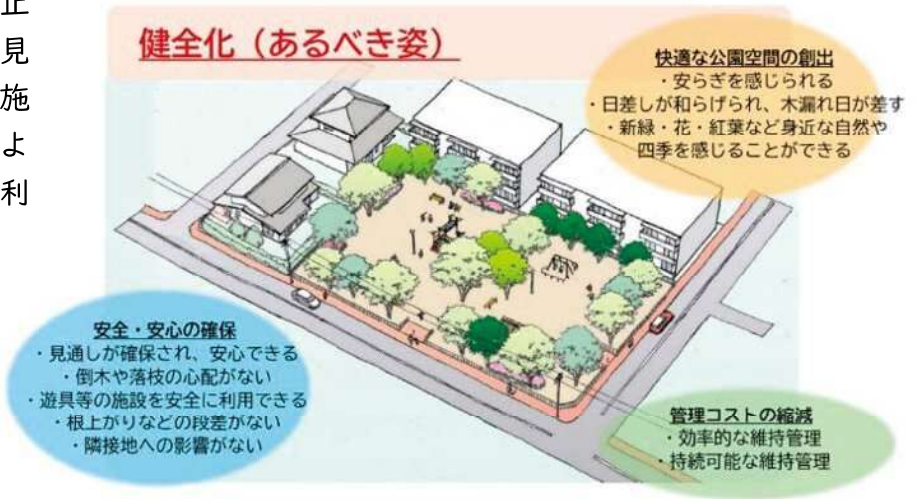 正
見
施
よ
利
健全化（あるべき姿）
快適な公園空間の創出
・安らぎを感じられる
・日差しが和らげられ、木漏れ日が差す
・新緑・花・紅葉など身近な自然や
四季を感じることができる
安全・安心の確保
・見通しが確保され、安心できる
・倒木や落枝の心配がない
・遊具等の施設を安全に利用できる
・根上がりなどの段差がない
・隣接地への影響がない
管理コストの縮減
・効率的な維持管理
・持続可能な維持管理